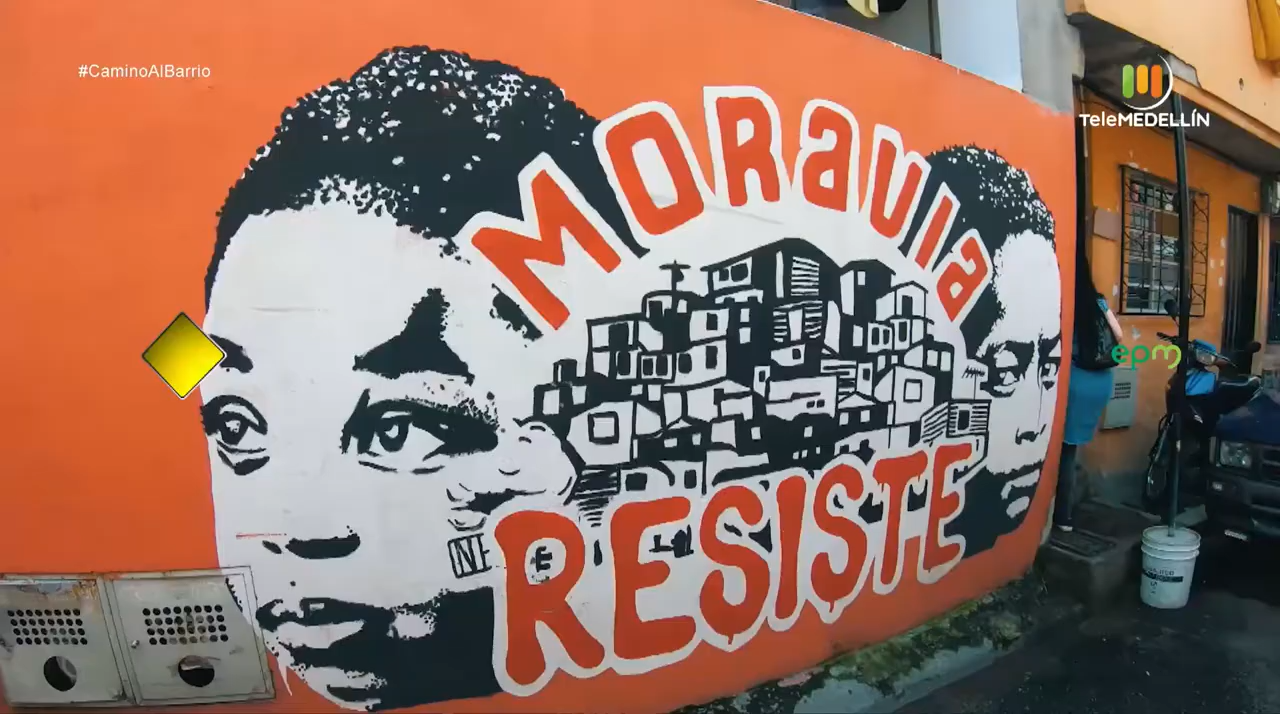 #CaminoAlBarrio
TeleMEDELLÍN
MORaVIa
epm
RESISTE